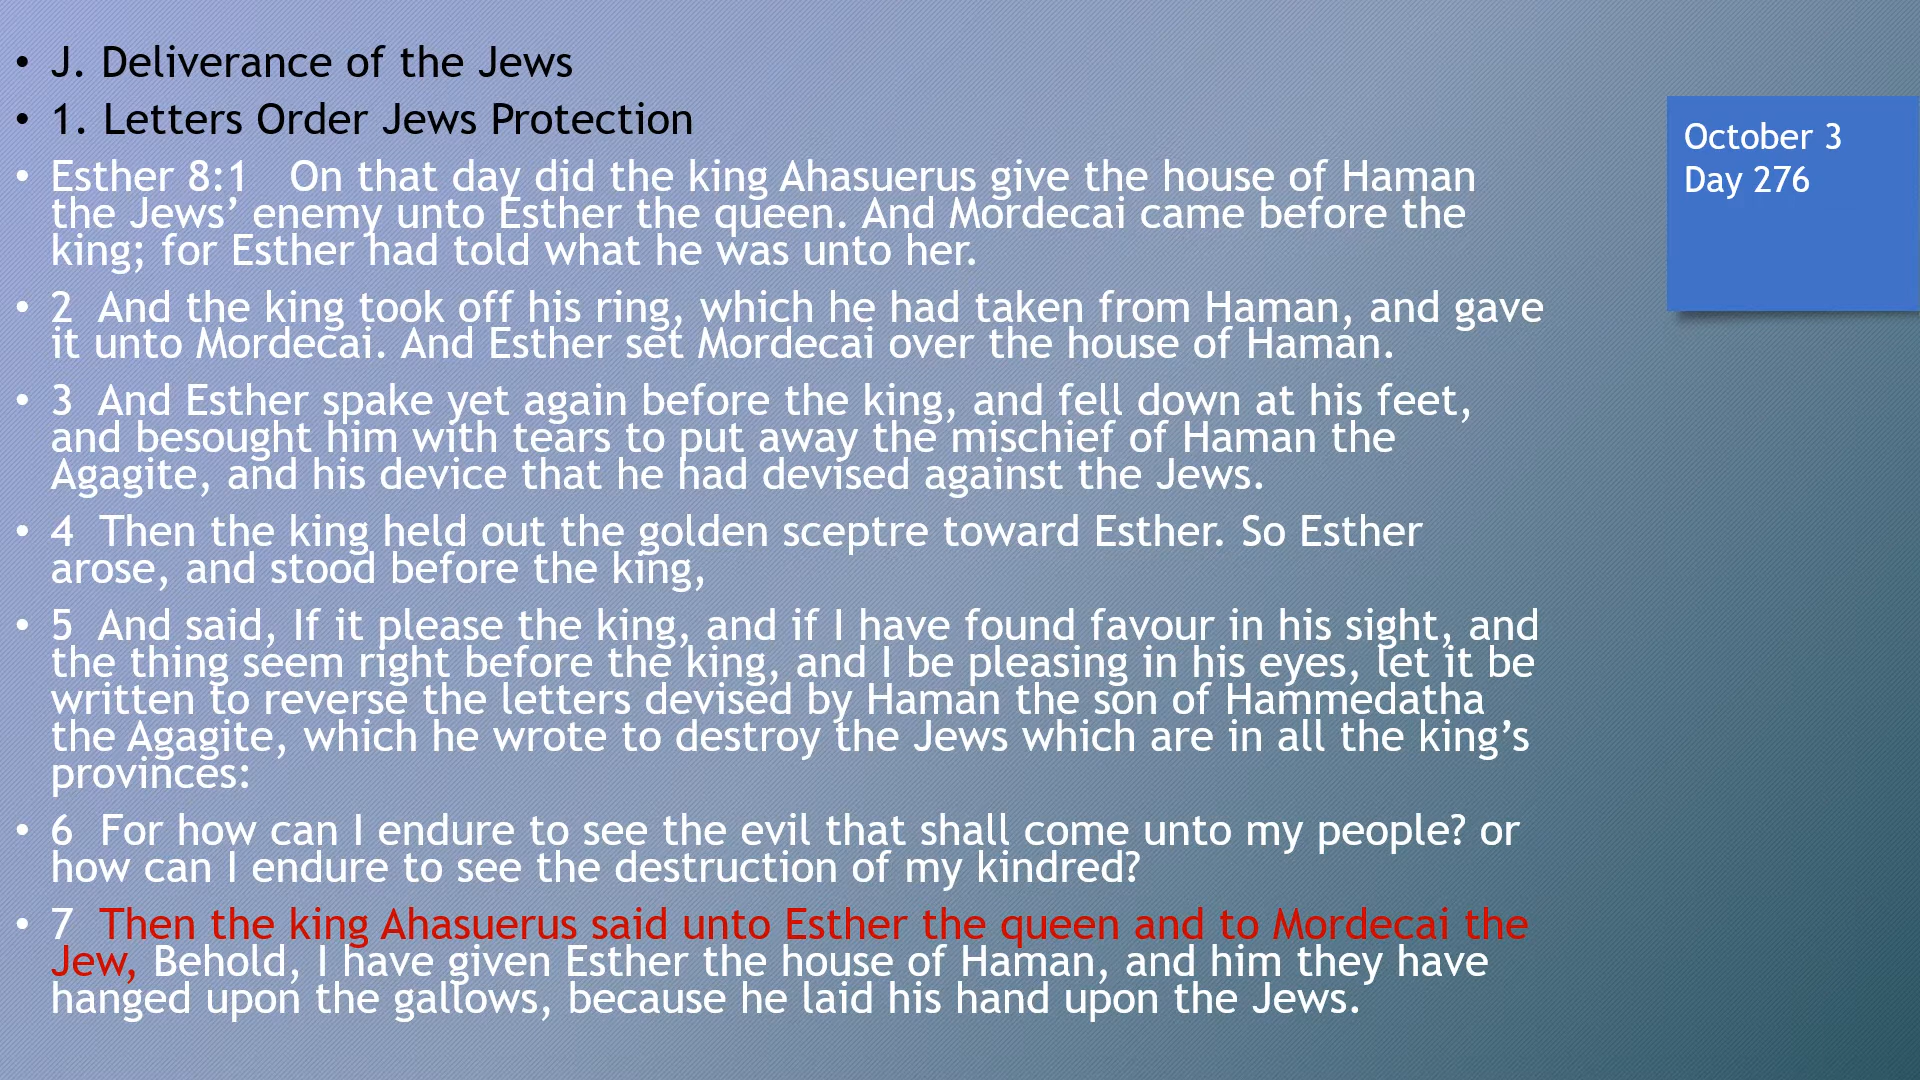 • J. Deliverance of the Jews
• 1. Letters Order Jews Protection
• Esther 8:1   On that day did the king Ahasuerus give the house of Haman
the Jews’ enemy unto Esther the queen. And Mordecai came before the
king; for Esther had told what he was unto her.
• 2  And the king took off his ring, which he had taken from Haman, and gave
it unto Mordecai. And Esther set Mordecai over the house of Haman.
• 3  And Esther spake yet again before the king, and fell down at his feet,
and besought him with tears to put away the mischief of Haman the
Agagite, and his device that he had devised against the Jews.
• 4  Then the king held out the golden sceptre toward Esther. So Esther
arose, and stood before the king,
• 5  And said, If it please the king, and if I have found favour in his sight, and
the thing seem right before the king, and I be pleasing in his eyes, let it be
written to reverse the letters devised by Haman the son of Hammedatha
the Agagite, which he wrote to destroy the Jews which are in all the king’s
provinces:
• 6  For how can I endure to see the evil that shall come unto my people? or
how can I endure to see the destruction of my kindred?
• 7  Then the king Ahasuerus said unto Esther the queen and to Mordecai the
Jew, Behold, I have given Esther the house of Haman, and him they have
hanged upon the gallows, because he laid his hand upon the Jews.
October 3
Day 276